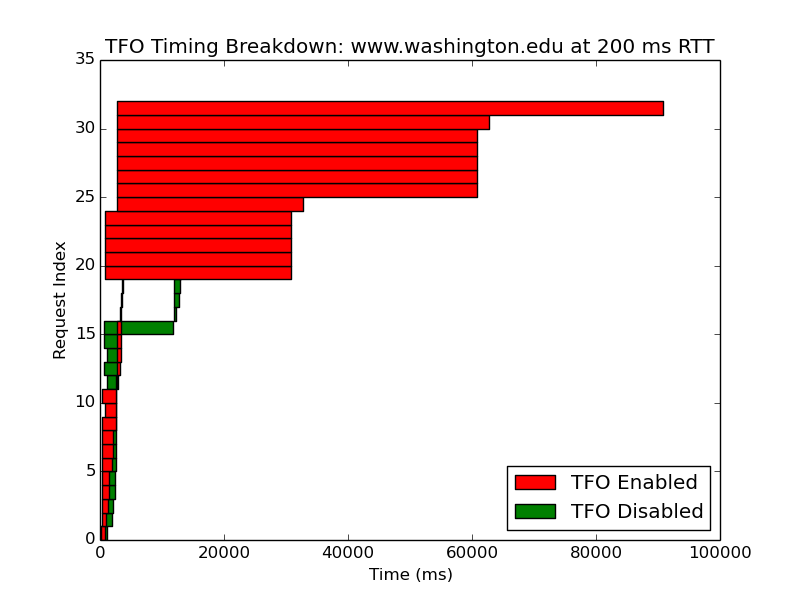 TFO Timing Breakdown: www.washington.edu at 200 ms RTT
35
30
25
20
15
10
5
0
Request Index
0 20000 40000 60000 80000 100000
Time (ms)
TFO Enabled
TFO Disabled